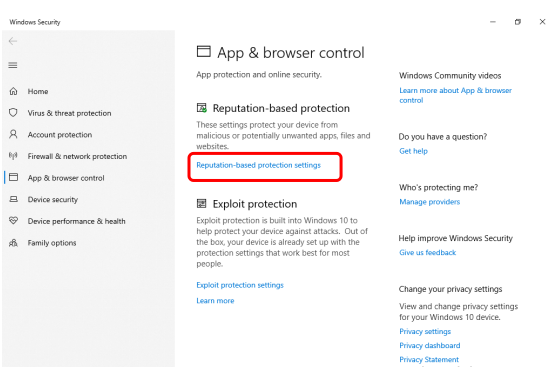 Windows Security
Home
Virus & threat protection
Account protection
Firewall & network protection
App & browser control
Device security
Device performance & health
Family options
App & browser control
App protection and online security.
Reputation-based protection
These settings protect your device from
malicious or potentially unwanted apps, files and
websites.
Reputation-based protection settings
Exploit protection
Exploit protection is built into Windows 10 to
help protect your device against attacks. Out of
the box, your device is already set up with the
protection settings that work best for most
people.
Exploit protection settings
Learn more
Windows Community videos
Learn more about App & browser
control
Do you have a question?
Get help
Who's protecting me?
Manage providers
Help improve Windows Security
Give us feedback
Change your privacy settings
View and change privacy settings
for your Windows 10 device.
Privacy settings
Privacy dashboard
Privacy Statement